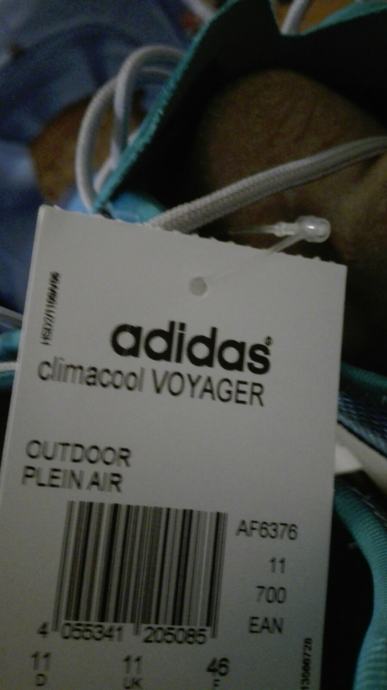 adidas®
climacool VOYAGER
OUTDOOR
PLEIN AIR
AF6376
11
700
EAN
4 055341 205085
11 11 46
D UK F